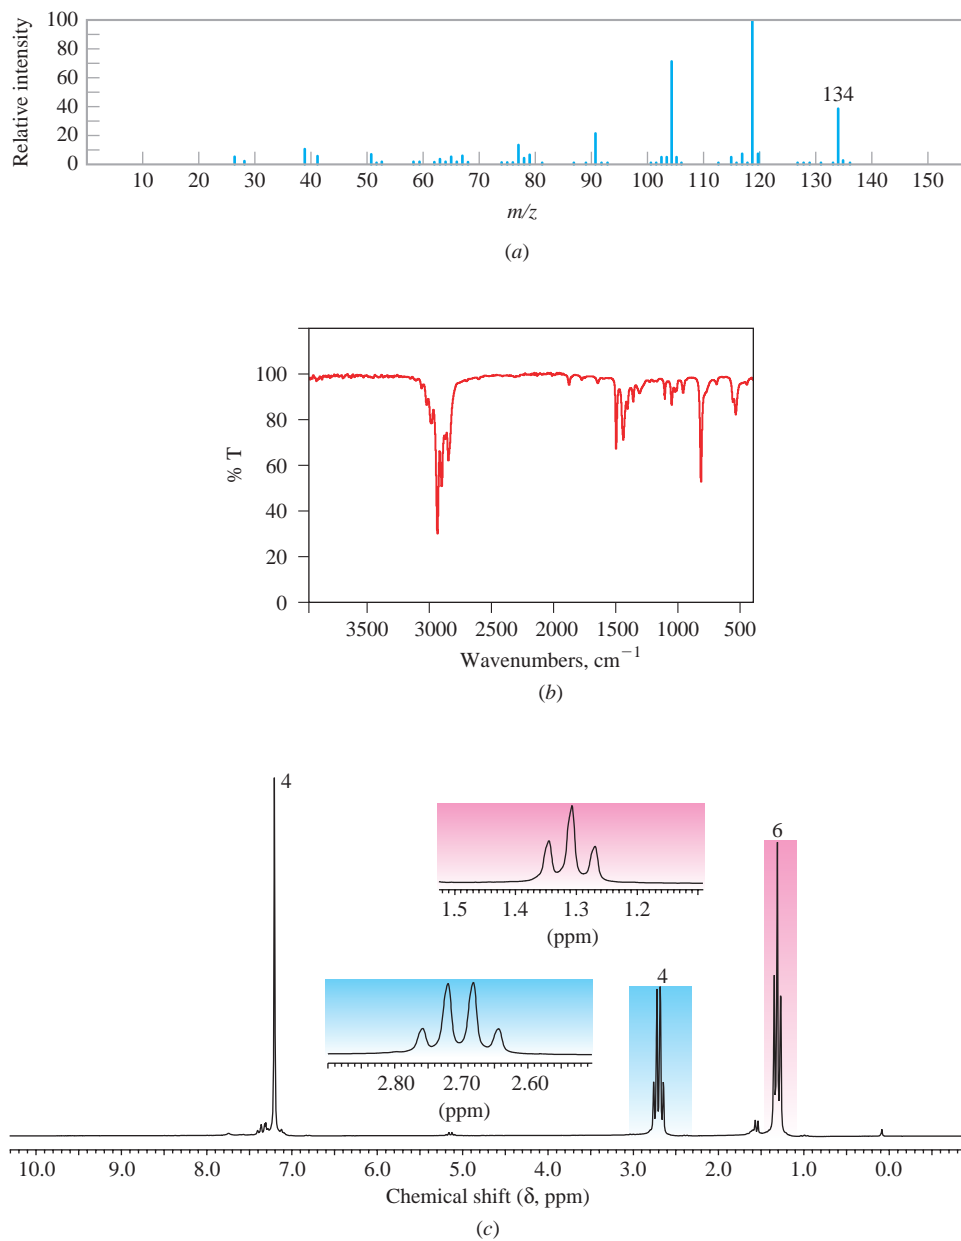 Relative intensity
100
80
60
40
20
0
134
10 20 30 40 50 60 70 80 90 100 110 120 130 140 150
m/z
(a)
% T
100
80
60
40
20
0
3500 3000 2500 2000 1500 1000 500
Wavenumbers, cm−1
(b)
4
1.5 1.4 1.3 1.2
(ppm)
6
4
2.80 2.70 2.60
(ppm)
10.0 9.0 8.0 7.0 6.0 5.0 4.0 3.0 2.0 1.0 0.0
Chemical shift (δ, ppm)
(c)